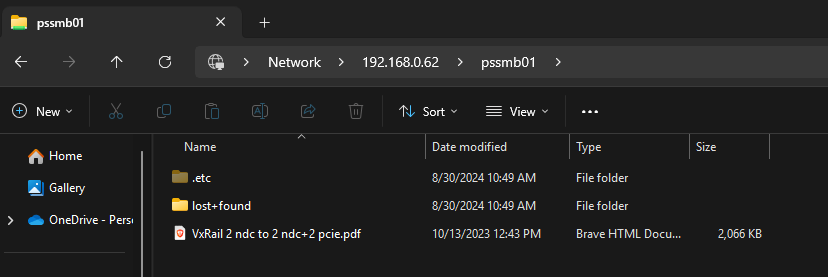 pssmb01
Network > 192.168.0.62 > pssmb01 >
New Sort View
Name Date modified Type Size
Home
Gallery
OneDrive - Pers
.etc 8/30/2024 10:49 AM File folder
lost+found 8/30/2024 10:49 AM File folder
VxRail 2 ndc to 2 ndc+2 pcie.pdf 10/13/2023 12:43 PM Brave HTML Docu... 2,066 KB